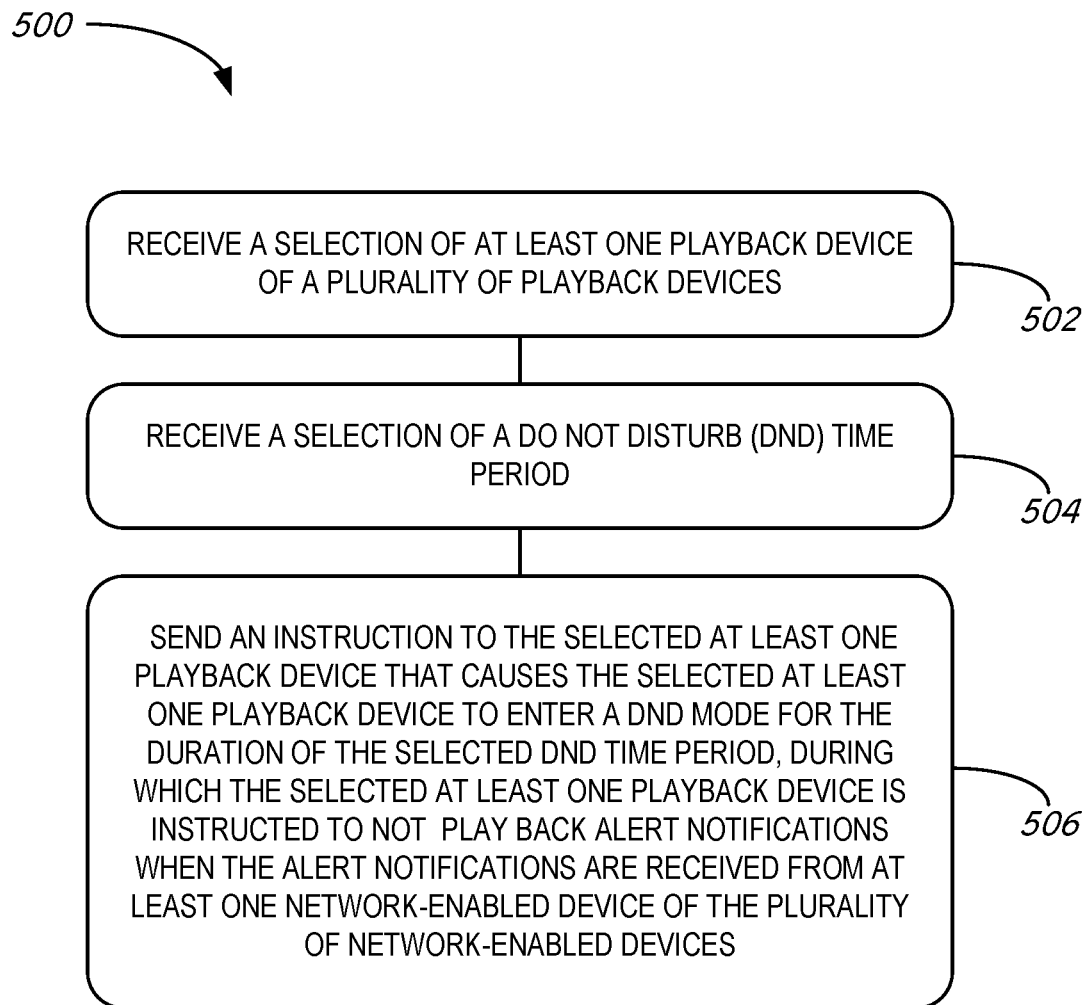 500
RECEIVE A SELECTION OF AT LEAST ONE PLAYBACK DEVICE
OF A PLURALITY OF PLAYBACK DEVICES
502
RECEIVE A SELECTION OF A DO NOT DISTURB (DND) TIME
PERIOD
504
SEND AN INSTRUCTION TO THE SELECTED AT LEAST ONE
PLAYBACK DEVICE THAT CAUSES THE SELECTED AT LEAST
ONE PLAYBACK DEVICE TO ENTER A DND MODE FOR THE
DURATION OF THE SELECTED DND TIME PERIOD, DURING
WHICH THE SELECTED AT LEAST ONE PLAYBACK DEVICE IS
INSTRUCTED TO NOT PLAY BACK ALERT NOTIFICATIONS
WHEN THE ALERT NOTIFICATIONS ARE RECEIVED FROM AT
LEAST ONE NETWORK-ENABLED DEVICE OF THE PLURALITY
OF NETWORK-ENABLED DEVICES
506